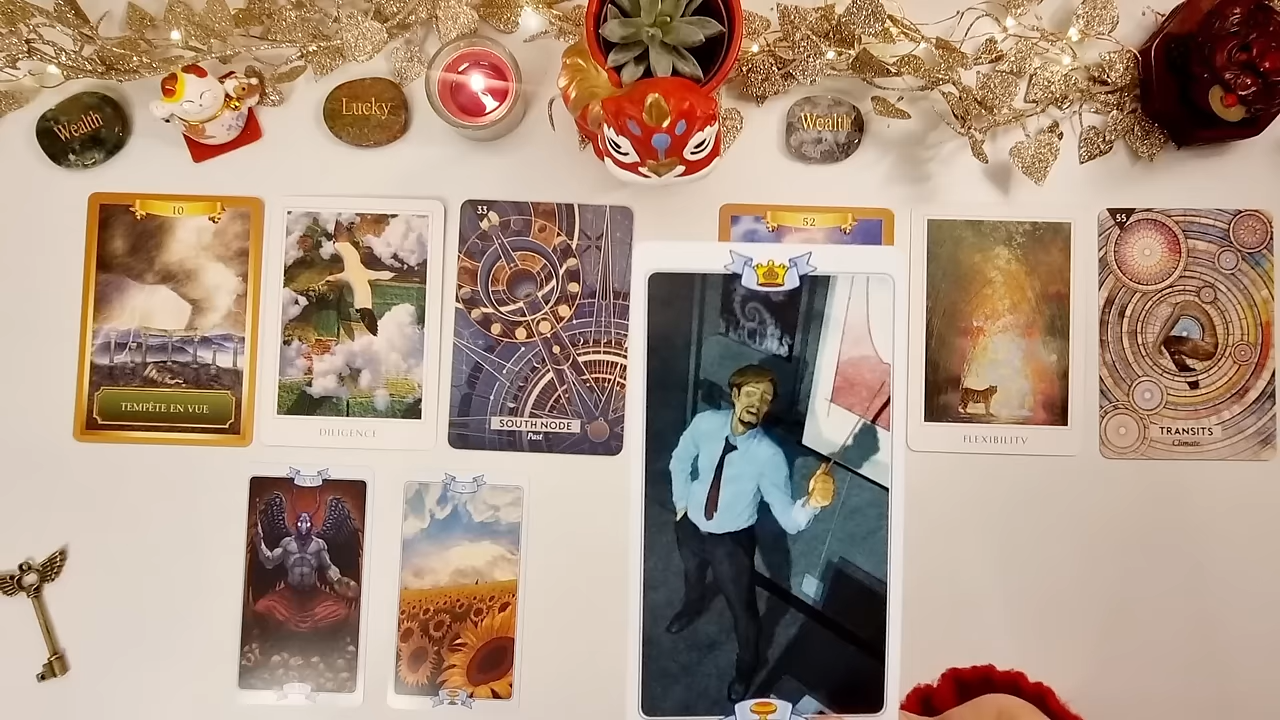 Wealth
Lucky
Wealth
10
TEMPÊTE EN VUE
DILIGENCE
33
SOUTH NODE
Past
52
FLEXIBILITY
55
TRANSITS
Climate